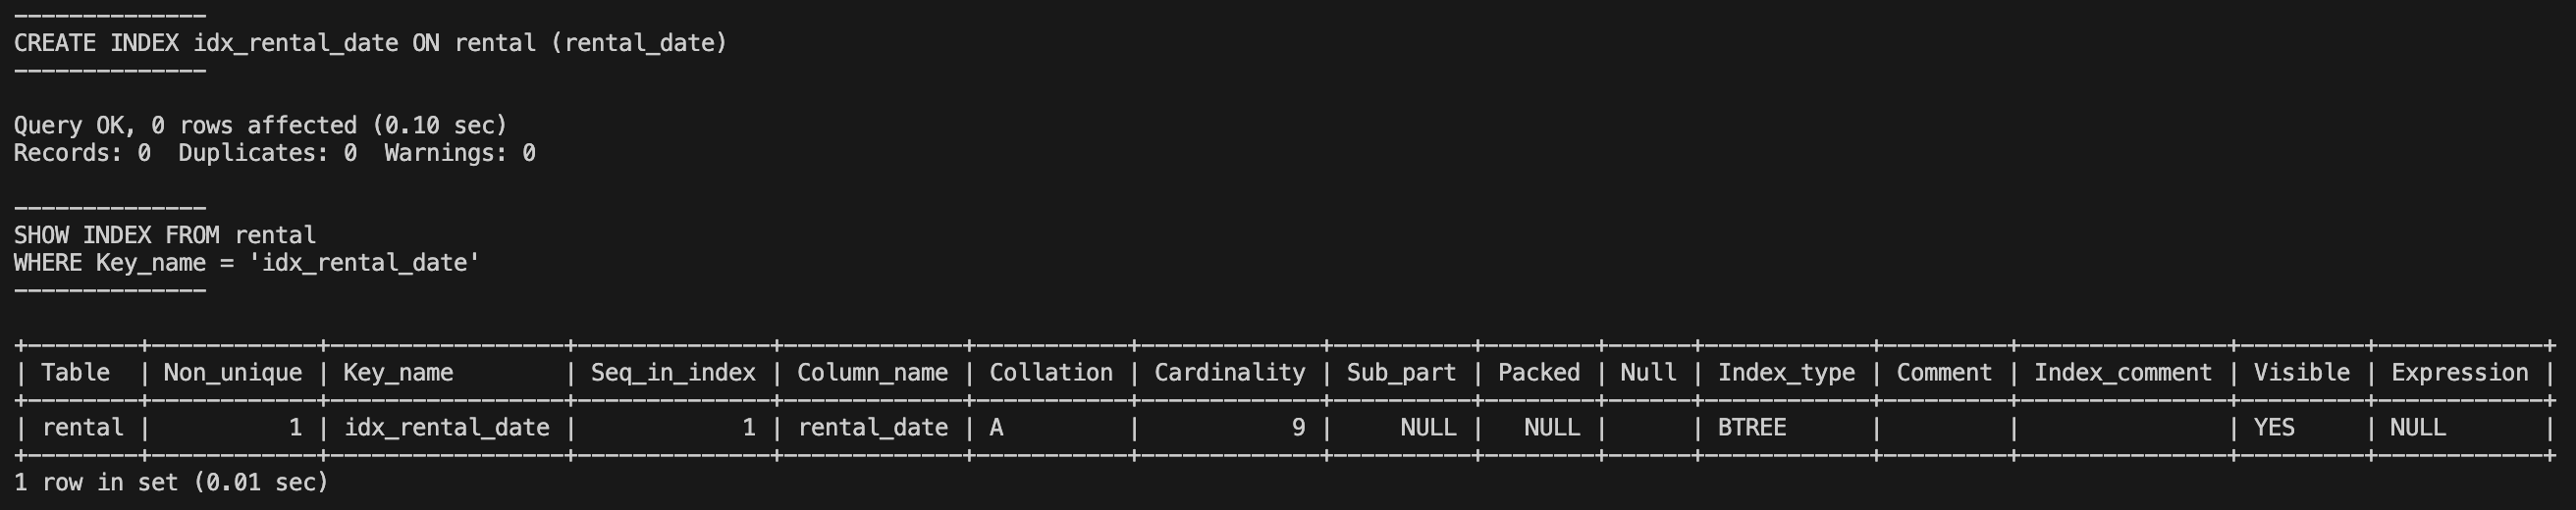 --------------
CREATE INDEX idx_rental_date ON rental (rental_date)
--------------

Query OK, 0 rows affected (0.10 sec)
Records: 0  Duplicates: 0  Warnings: 0

--------------
SHOW INDEX FROM rental
WHERE Key_name = 'idx_rental_date'
--------------

+--------+------------+-----------------+--------------+-------------+-----------+-------------+----------+--------+------+------------+---------+---------------+---------+------------+
| Table  | Non_unique | Key_name        | Seq_in_index | Column_name | Collation | Cardinality | Sub_part | Packed | Null | Index_type | Comment | Index_comment | Visible | Expression |
+--------+------------+-----------------+--------------+-------------+-----------+-------------+----------+--------+------+------------+---------+---------------+---------+------------+
| rental |          1 | idx_rental_date |            1 | rental_date | A         |           9 |     NULL |   NULL |      | BTREE      |         |               | YES     | NULL       |
+--------+------------+-----------------+--------------+-------------+-----------+-------------+----------+--------+------+------------+---------+---------------+---------+------------+
1 row in set (0.01 sec)